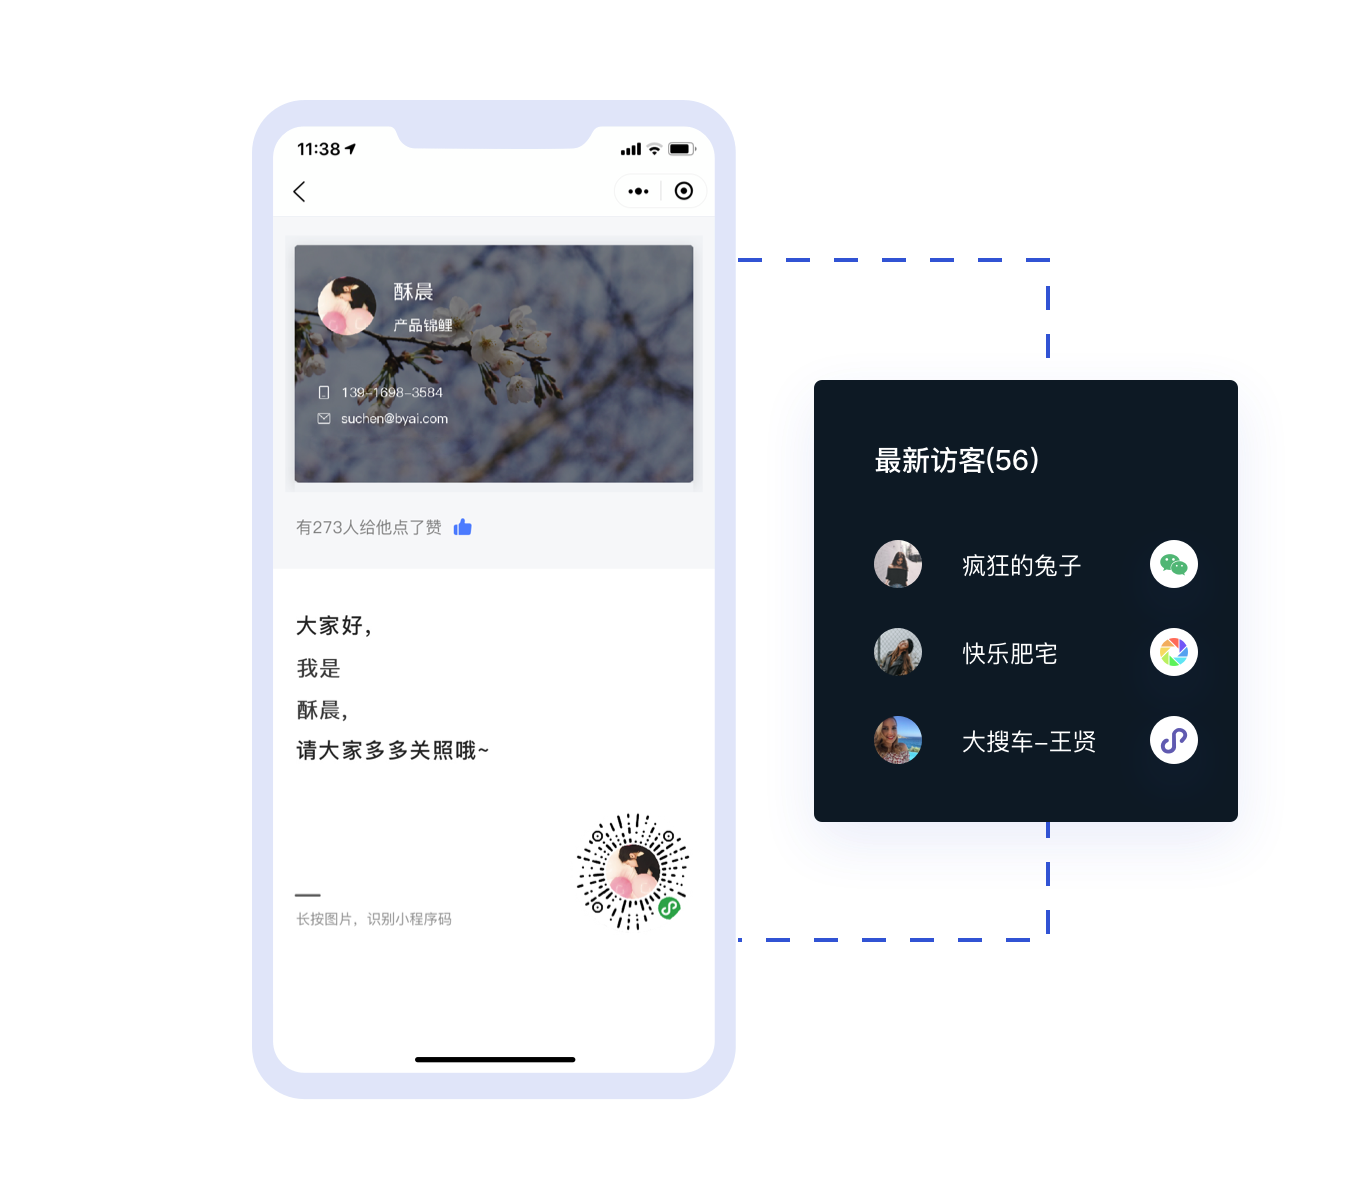 11:38
酥晨
产品锦鲤
139-1698-3584
suchen@byai.com
有273人给他点了赞
大家好，
我是
酥晨，
请大家多多关照哦~
长按图片，识别小程序码
最新访客(56)
疯狂的兔子
快乐肥宅
大搜车-王贤